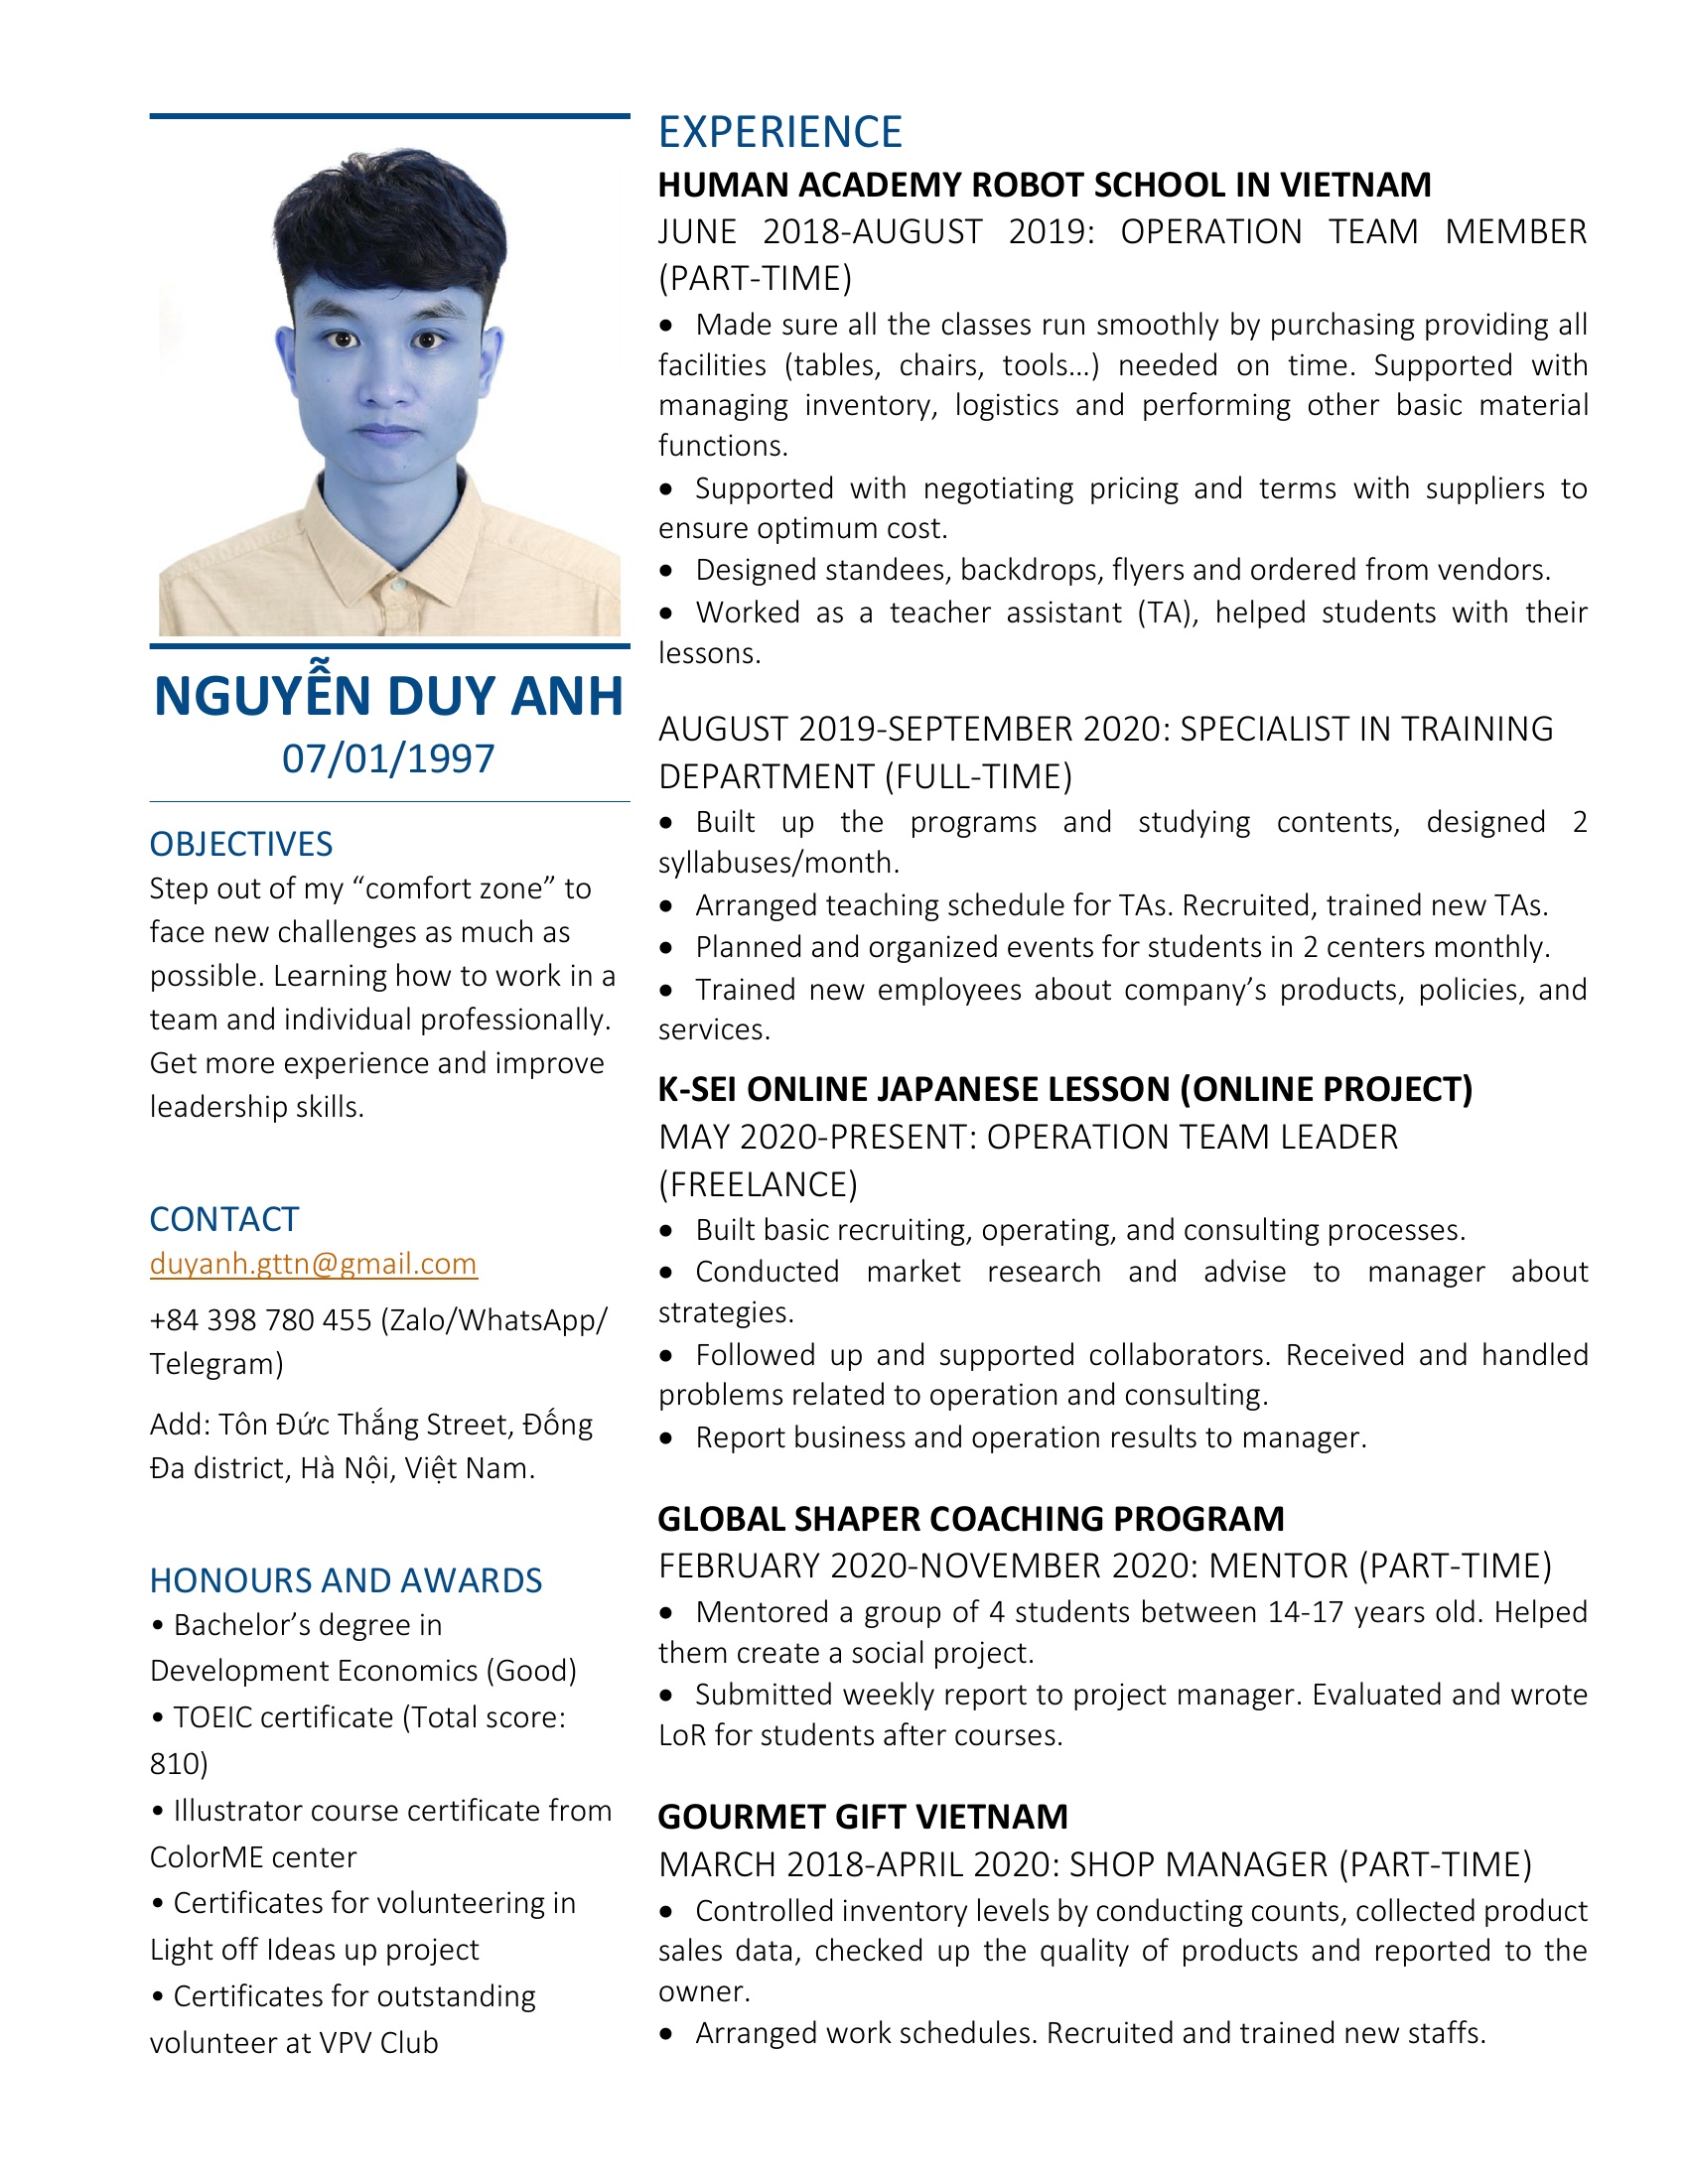 NGUYỄN DUY ANH
07/01/1997
OBJECTIVES
Step out of my “comfort zone” to
face new challenges as much as
possible. Learning how to work in a
team and individual professionally.
Get more experience and improve
leadership skills.
CONTACT
duyanh.gttn@gmail.com
+84 398 780 455 (Zalo/WhatsApp/
Telegram)
Add: Tôn Đức Thắng Street, Đống
Đa district, Hà Nội, Việt Nam.
HONOURS AND AWARDS
• Bachelor’s degree in
Development Economics (Good)
• TOEIC certificate (Total score:
810)
• Illustrator course certificate from
ColorME center
• Certificates for volunteering in
Light off Ideas up project
• Certificates for outstanding
volunteer at VPV Club
EXPERIENCE
HUMAN ACADEMY ROBOT SCHOOL IN VIETNAM
JUNE 2018-AUGUST 2019: OPERATION TEAM MEMBER
(PART-TIME)
• Made sure all the classes run smoothly by purchasing providing all
facilities (tables, chairs, tools…) needed on time. Supported with
managing inventory, logistics and performing other basic material
functions.
• Supported with negotiating pricing and terms with suppliers to
ensure optimum cost.
• Designed standees, backdrops, flyers and ordered from vendors.
• Worked as a teacher assistant (TA), helped students with their
lessons.
AUGUST 2019-SEPTEMBER 2020: SPECIALIST IN TRAINING
DEPARTMENT (FULL-TIME)
• Built up the programs and studying contents, designed 2
syllabuses/month.
• Arranged teaching schedule for TAs. Recruited, trained new TAs.
• Planned and organized events for students in 2 centers monthly.
• Trained new employees about company’s products, policies, and
services.
K-SEI ONLINE JAPANESE LESSON (ONLINE PROJECT)
MAY 2020-PRESENT: OPERATION TEAM LEADER
(FREELANCE)
• Built basic recruiting, operating, and consulting processes.
• Conducted market research and advise to manager about
strategies.
• Followed up and supported collaborators. Received and handled
problems related to operation and consulting.
• Report business and operation results to manager.
GLOBAL SHAPER COACHING PROGRAM
FEBRUARY 2020-NOVEMBER 2020: MENTOR (PART-TIME)
• Mentored a group of 4 students between 14-17 years old. Helped
them create a social project.
• Submitted weekly report to project manager. Evaluated and wrote
LoR for students after courses.
GOURMET GIFT VIETNAM
MARCH 2018-APRIL 2020: SHOP MANAGER (PART-TIME)
• Controlled inventory levels by conducting counts, collected product
sales data, checked up the quality of products and reported to the
owner.
• Arranged work schedules. Recruited and trained new staffs.